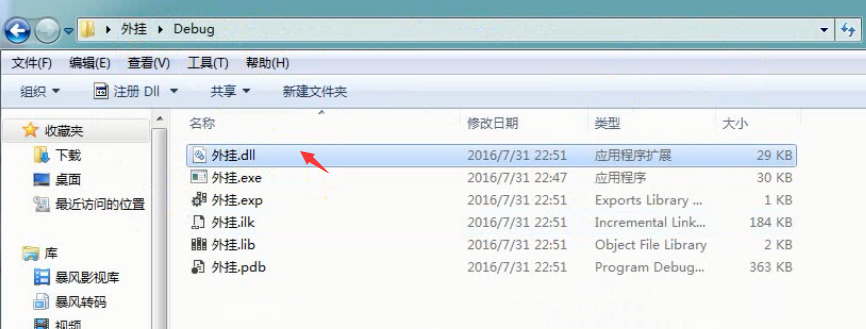 外挂 Debug
文件(F) 编辑(E) 查看(V) 工具(T) 帮助(H)
组织 注册 Dll 共享 新建文件夹
收藏夹
下载
桌面
最近访问的位置
库
暴风影视库
暴风转码
视频
名称 修改日期 类型 大小
外挂.dll 2016/7/31 22:51 应用程序扩展 29 KB
外挂.exe 2016/7/31 22:47 应用程序 30 KB
外挂.exp 2016/7/31 22:51 Exports Library ... 1 KB
外挂.ilk 2016/7/31 22:51 Incremental Link... 184 KB
外挂.lib 2016/7/31 22:51 Object File Library 2 KB
外挂.pdb 2016/7/31 22:51 Program Debug... 363 KB